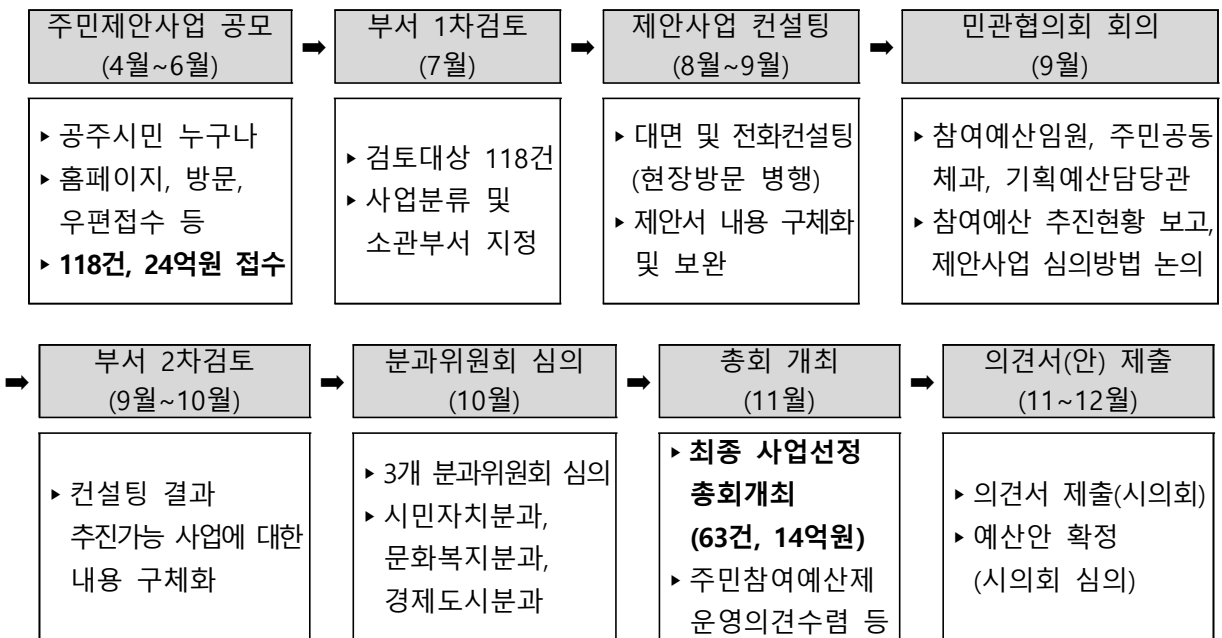 주민제안사업 공모
(4월~6월)
➡
부서 1차검토
(7월)
➡
제안사업 컨설팅
(8월~9월)
➡
민관협의회 회의
(9월)
▸ 공주시민 누구나
▸ 홈페이지, 방문,
우편접수 등
▸ 118건, 24억원 접수
▸ 검토대상 118건
▸ 사업분류 및
소관부서 지정
▸ 대면 및 전화컨설팅
(현장방문 병행)
▸ 제안서 내용 구체화
및 보완
▸ 참여예산임원, 주민공동
체과, 기획예산담당관
▸ 참여예산 추진현황 보고,
제안사업 심의방법 논의
➡
부서 2차검토
(9월~10월)
➡
분과위원회 심의
(10월)
➡
총회 개최
(11월)
➡
의견서(안) 제출
(11~12월)
▸ 컨설팅 결과
추진가능 사업에 대한
내용 구체화
▸ 3개 분과위원회 심의
▸ 시민자치분과,
문화복지분과,
경제도시분과
▸ 최종 사업선정
총회개최
(63건, 14억원)
▸ 주민참여예산제
운영의견수렴 등
▸ 의견서 제출(시의회)
▸ 예산안 확정
(시의회 심의)